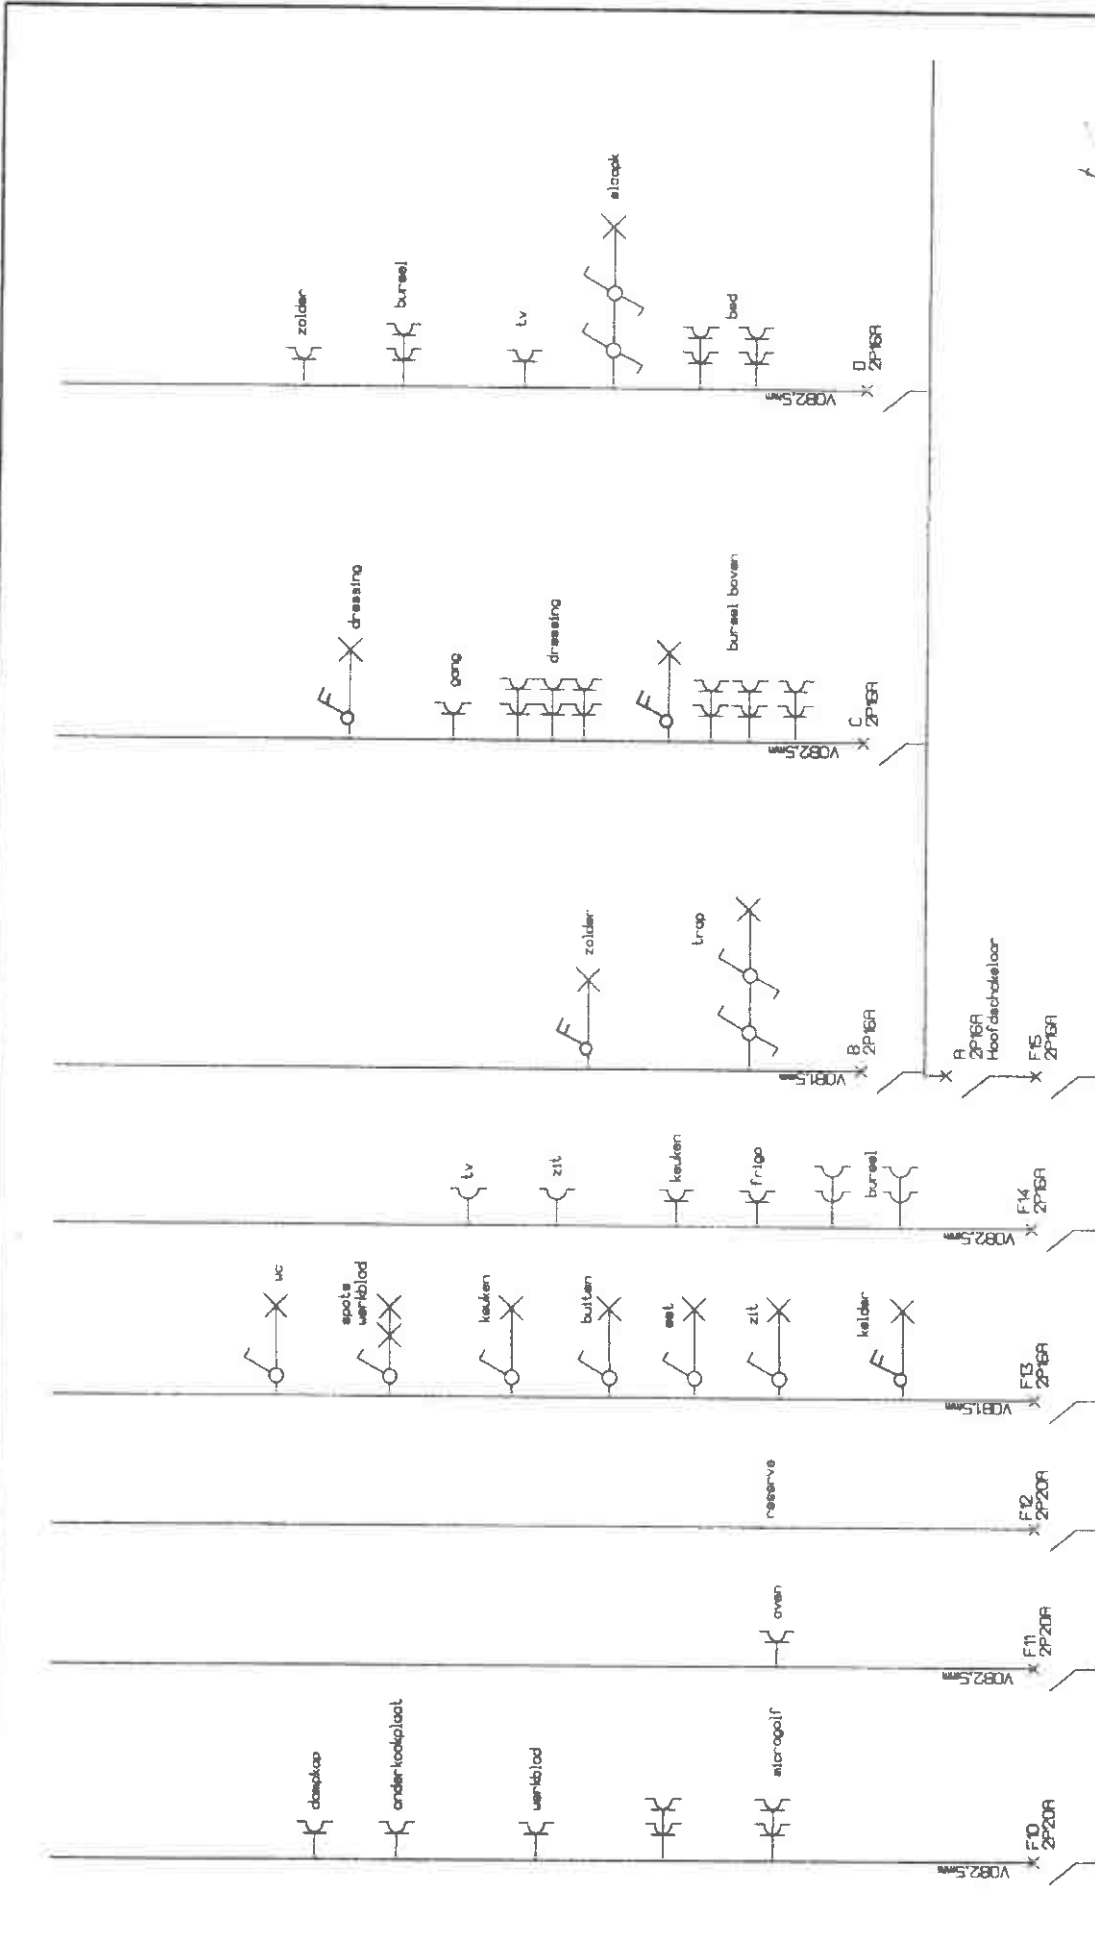 dampkap
onderkookplaat
werkblad
microgolf
VOB2,5mm
F10
2P20A
oven
VOB2,5mm
F11
2P20A
reserve
F12
2P20A
wc
spots
werkblad
keuken
buiten
eet
zit
kelder
VOB1,5mm
F13
2P16A
tv
zit
keuken
frigo
bureel
VOB2,5mm
F14
2P16A
zolder
trap
VOB1,5mm
B
2P16A
A
2P16A
Hoofdschakelaar
F15
2P16A
dressing
gang
dressing
bureel boven
VOB2,5mm
C
2P16A
zolder
bureel
tv
slaapk
bed
VOB2,5mm
D
2P16A